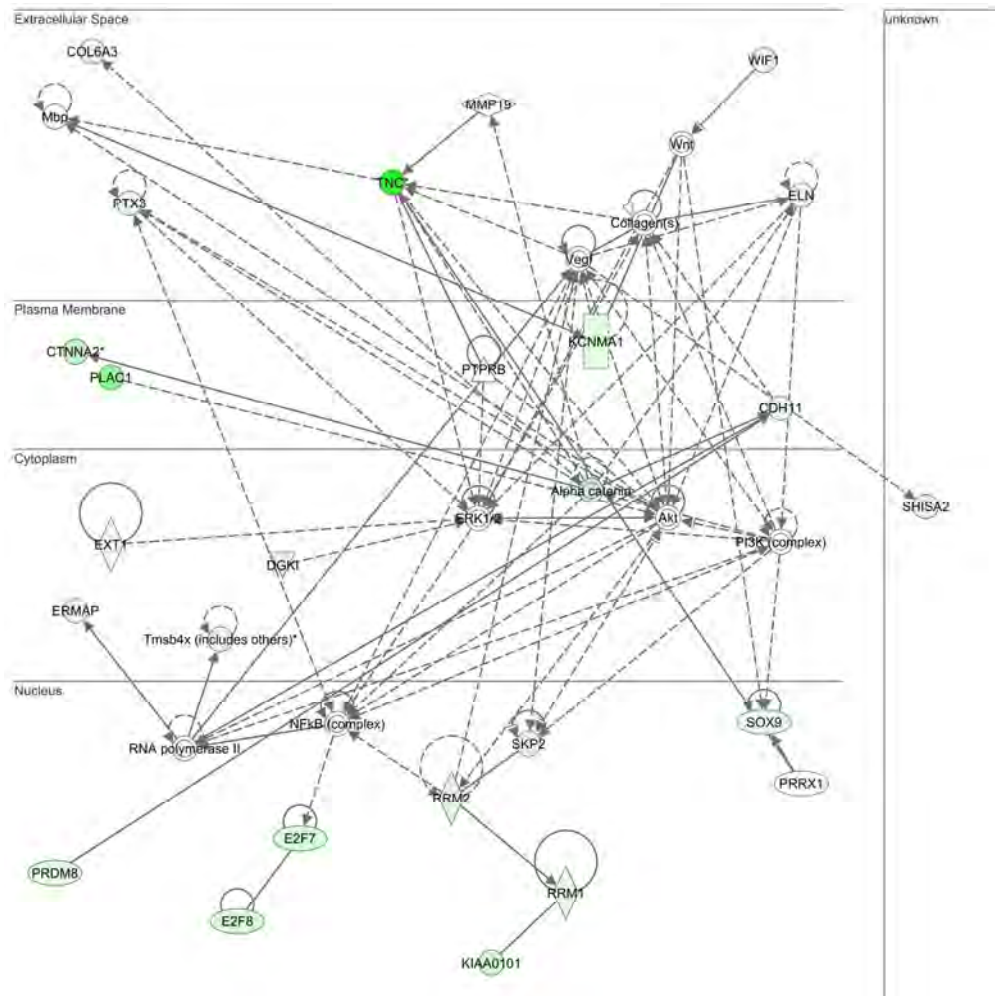 Extracellular Space
unknown
COL6A3
WIF1
MMP19
Mbp
Wnt
TNC*
PTX3
ELN
Collagen(s)
Vegf
Plasma Membrane
KCNMA1
CTNNA2*
PTPRB
PLAC1
CDH11
Cytoplasm
Alpha catenin
SHISA2
ERK1/2
Akt
EXT1
PI3K (complex)
DGKI
ERMAP
Tmsb4x (includes others)*
Nucleus
NFkB (complex)
SOX9
RNA polymerase II
SKP2
PRRX1
RRM2
E2F7
PRDM8
RRM1
E2F8
KIAA0101